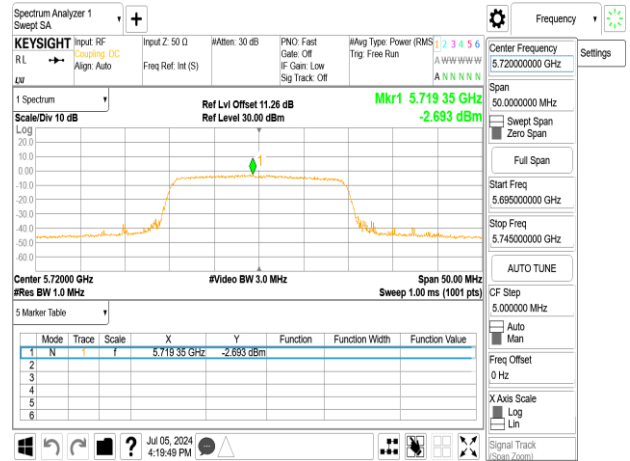 Spectrum Analyzer 1
Swept SA
Frequency
KEYSIGHT
RL
Input: RF
Coupling: DC
Align: Auto
Input Z: 50 Ω
Freq Ref: Int (S)
#Atten: 30 dB
PNO: Fast
Gate: Off
IF Gain: Low
Sig Track: Off
#Avg Type: Power (RMS
Trig: Free Run
1 2 3 4 5 6
A W W W W W
A N N N N N
Center Frequency
5.720000000 GHz
Settings
Span
50.0000000 MHz
Swept Span
Zero Span
Full Span
Start Freq
5.695000000 GHz
Stop Freq
5.745000000 GHz
AUTO TUNE
CF Step
5.000000 MHz
Auto
Man
Freq Offset
0 Hz
X Axis Scale
Log
Lin
Signal Track
(Span Zoom)
1 Spectrum
Scale/Div 10 dB
Ref Lvl Offset 11.26 dB
Ref Level 30.00 dBm
Mkr1 5.719 35 GHz
-2.693 dBm
Log
20.0
10.0
0.00
-10.0
-20.0
-30.0
-40.0
-50.0
-60.0
1
Center 5.72000 GHz
#Res BW 1.0 MHz
#Video BW 3.0 MHz
Span 50.00 MHz
Sweep 1.00 ms (1001 pts)
5 Marker Table
Mode Trace Scale X Y Function Function Width Function Value
1 N 1 f 5.719 35 GHz -2.693 dBm
2
3
4
5
6
?
Jul 05, 2024
4:19:49 PM